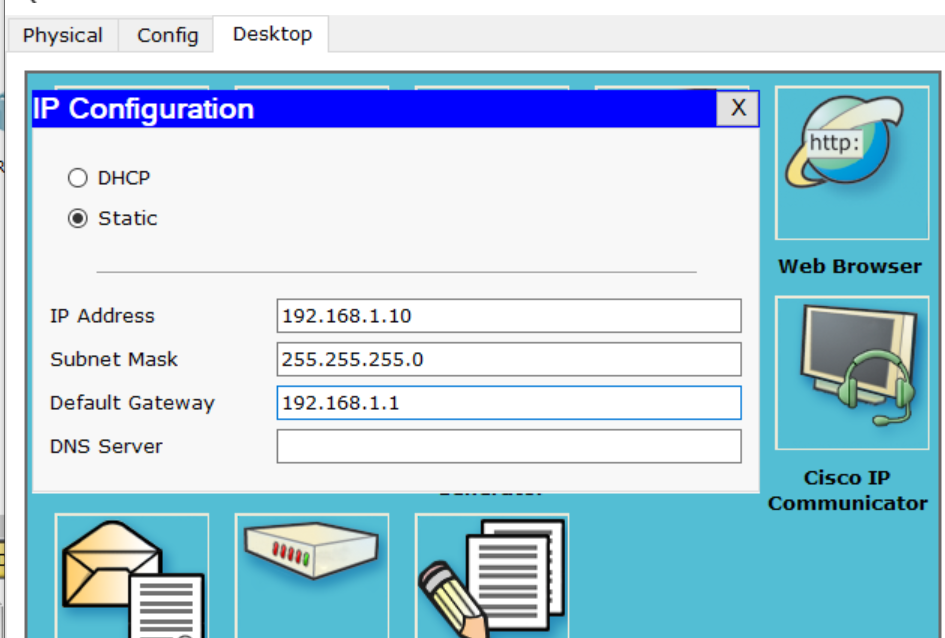 Physical Config Desktop
IP Configuration X
DHCP
Static
IP Address 192.168.1.10
Subnet Mask 255.255.255.0
Default Gateway 192.168.1.1
DNS Server
http:
Web Browser
Cisco IP
Communicator